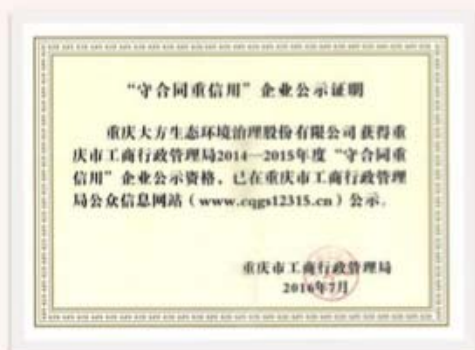 “守合同重信用”企业公示证明
重庆大方生态环境治理股份有限公司获得重
庆市工商行政管理局2014—2015年度“守合同重
信用”企业公示资格，已在重庆市工商行政管理
局公众信息网站（www.cqgs12315.cn）公示。
重庆市工商行政管理局
2016年7月